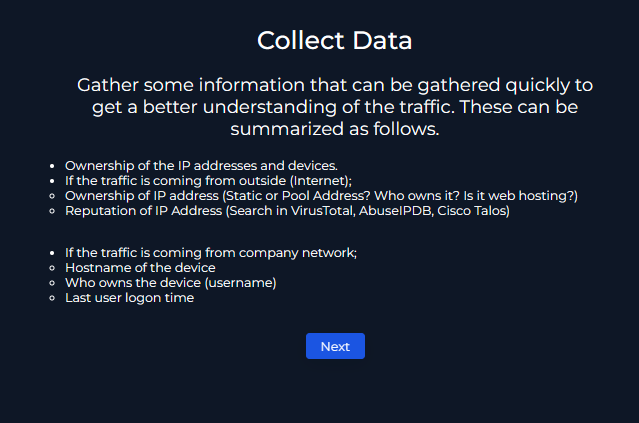 Collect Data
Gather some information that can be gathered quickly to
get a better understanding of the traffic. These can be
summarized as follows.
Ownership of the IP addresses and devices.
If the traffic is coming from outside (Internet);
Ownership of IP address (Static or Pool Address? Who owns it? Is it web hosting?)
Reputation of IP Address (Search in VirusTotal, AbuseIPDB, Cisco Talos)
If the traffic is coming from company network;
Hostname of the device
Who owns the device (username)
Last user logon time
Next